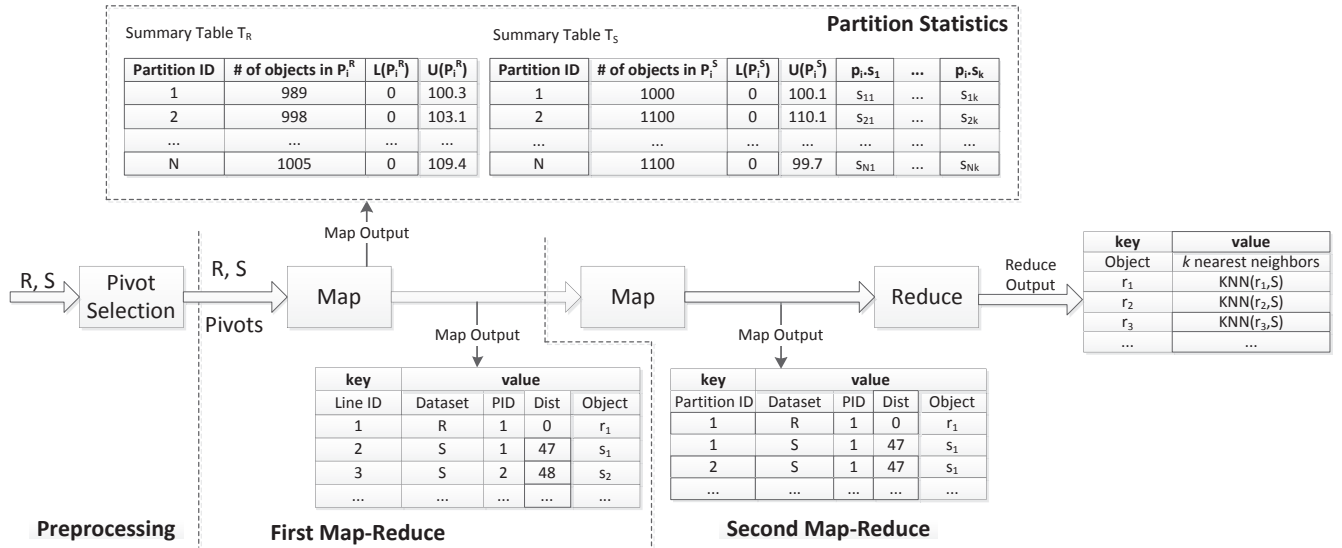 Partition Statistics
Summary Table T_R
Partition ID # of objects in P_i^R L(P_i^R) U(P_i^R)
1 989 0 100.3
2 998 0 103.1
... ... ... ...
N 1005 0 109.4
Summary Table T_S
Partition ID # of objects in P_i^S L(P_i^S) U(P_i^S) p_i.s_1 ... p_i.s_k
1 1000 0 100.1 s_11 ... s_1k
2 1100 0 110.1 s_21 ... s_2k
... ... ... ... ... ... ...
N 1100 0 99.7 s_N1 ... s_Nk
Map Output
R, S
Pivot
Selection
R, S
Pivots
Map
Map Output
Map
Map Output
Reduce
Reduce
Output
key value
Object k nearest neighbors
r_1 KNN(r_1,S)
r_2 KNN(r_2,S)
r_3 KNN(r_3,S)
... ...
key value
Line ID Dataset PID Dist Object
1 R 1 0 r_1
2 S 1 47 s_1
3 S 2 48 s_2
... ... ... ... ...
key value
Partition ID Dataset PID Dist Object
1 R 1 0 r_1
1 S 1 47 s_1
2 S 1 47 s_1
... ... ... ... ...
Preprocessing
First Map-Reduce
Second Map-Reduce